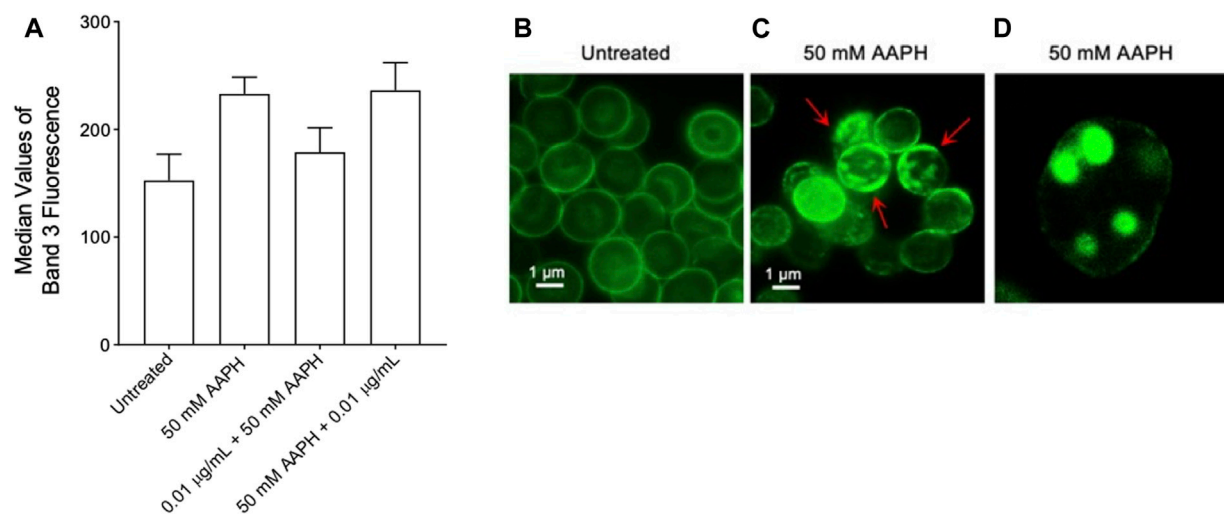 A
Median Values of
Band 3 Fluorescence
300
200
100
0
Untreated
50 mM AAPH
0.01 µg/mL + 50 mM AAPH
50 mM AAPH + 0.01 µg/mL
B
Untreated
1 µm
C
50 mM AAPH
1 µm
D
50 mM AAPH